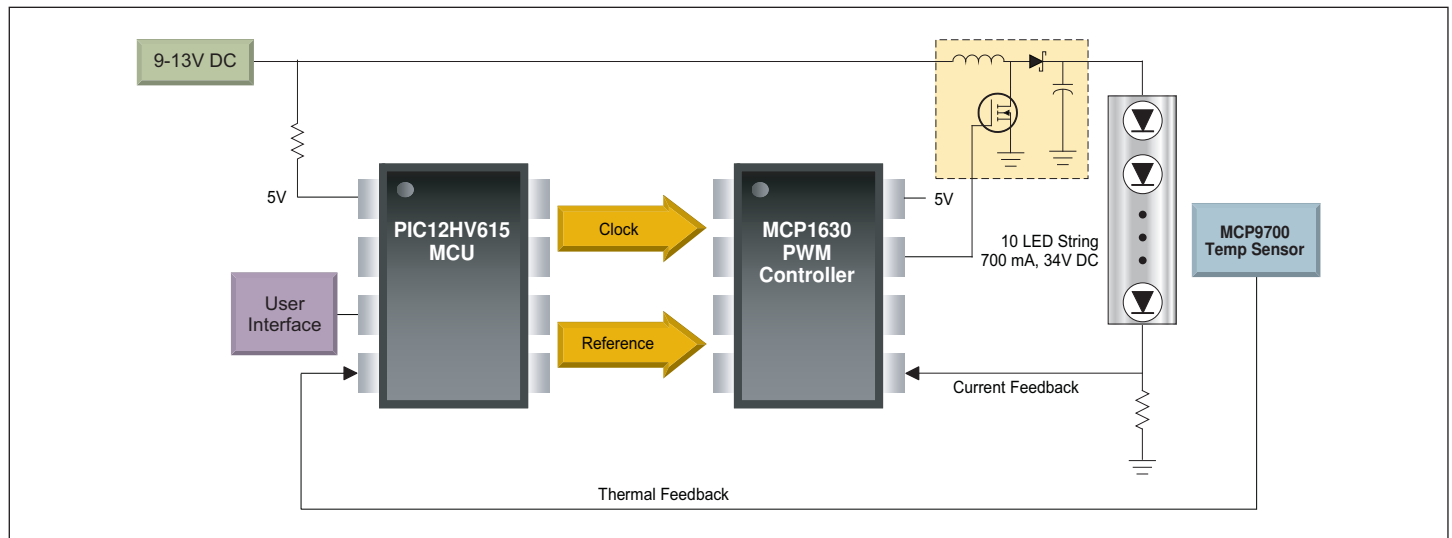 9-13V DC
5V
PIC12HV615
MCU
Clock
MCP1630
PWM
Controller
5V
10 LED String
700 mA, 34V DC
MCP9700
Temp Sensor
User
Interface
Reference
Current Feedback
Thermal Feedback